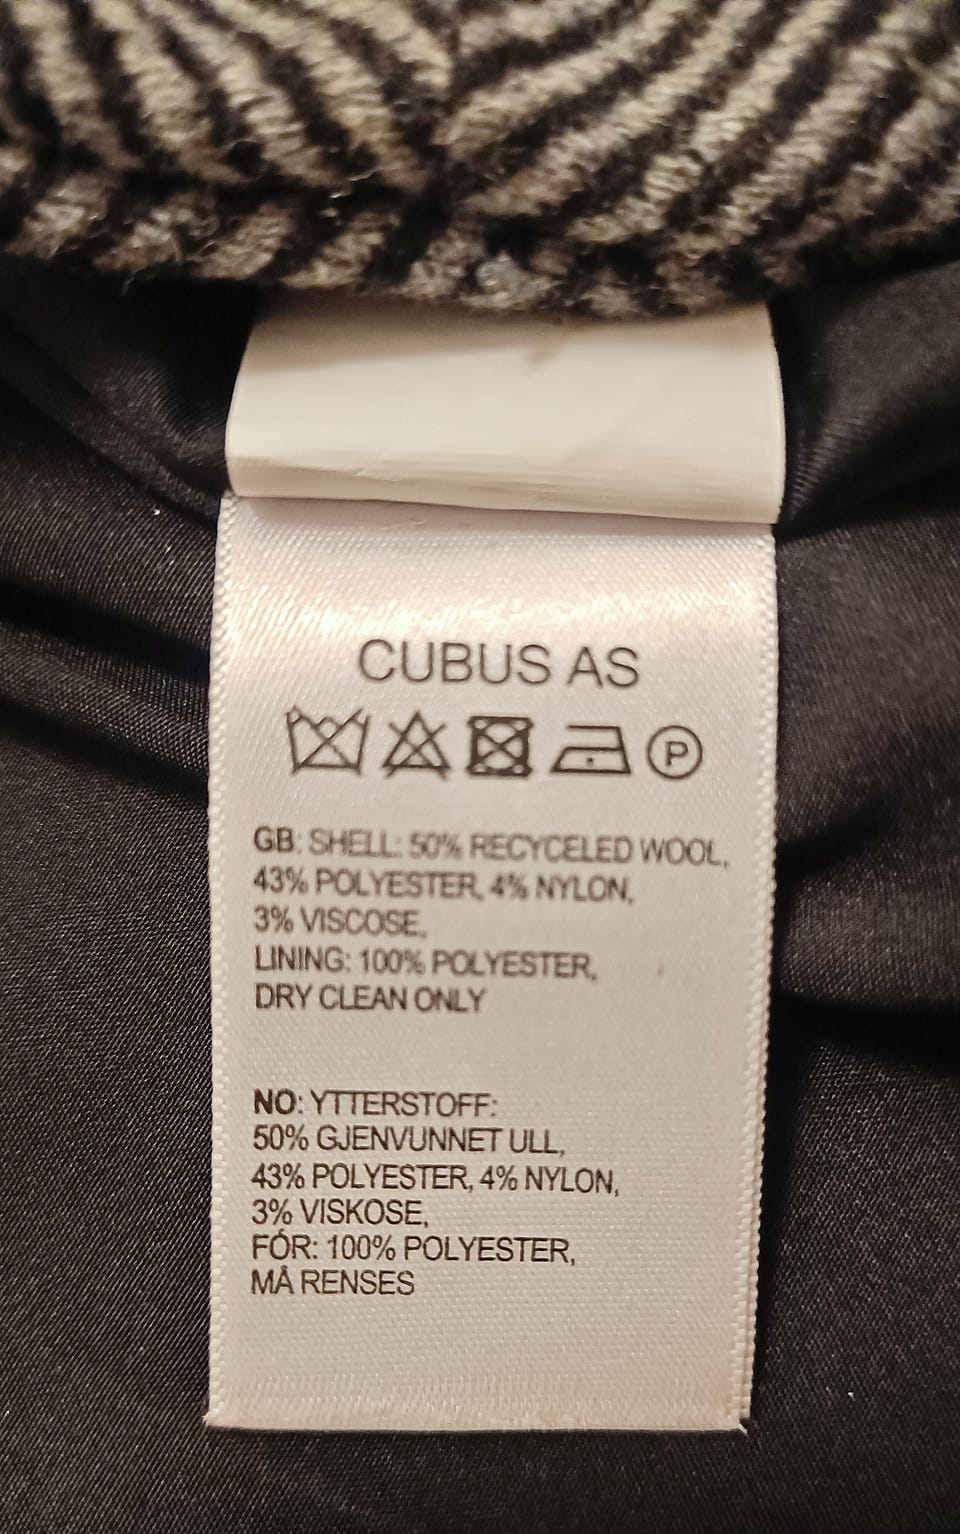 CUBUS AS
P
GB: SHELL: 50% RECYCELED WOOL,
43% POLYESTER, 4% NYLON,
3% VISCOSE,
LINING: 100% POLYESTER,
DRY CLEAN ONLY
NO: YTTERSTOFF:
50% GJENVUNNET ULL,
43% POLYESTER, 4% NYLON,
3% VISKOSE,
FÓR: 100% POLYESTER,
MÅ RENSES